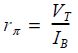 r_π = V_T / I_B